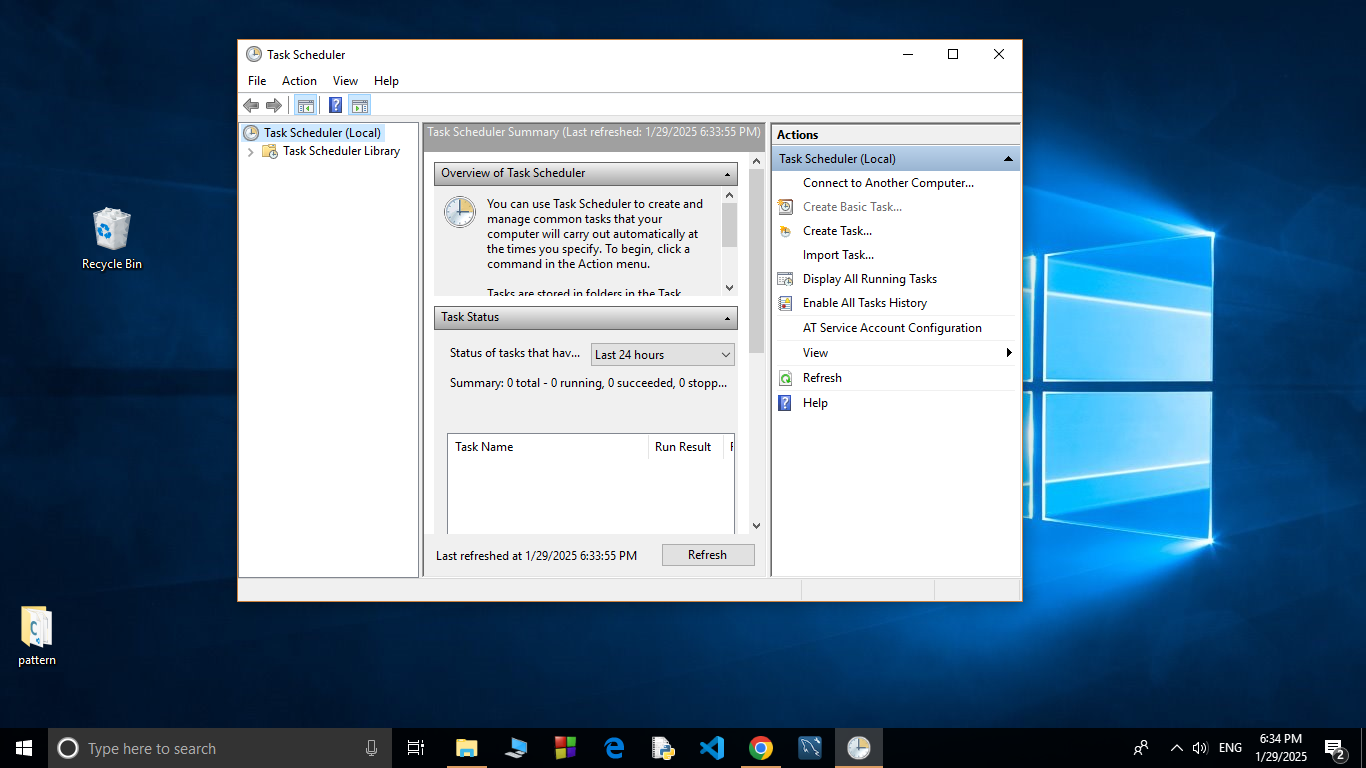 Task Scheduler
File Action View Help
Task Scheduler (Local)
Task Scheduler Library
Task Scheduler Summary (Last refreshed: 1/29/2025 6:33:55 PM)
Overview of Task Scheduler
You can use Task Scheduler to create and
manage common tasks that your
computer will carry out automatically at
the times you specify. To begin, click a
command in the Action menu.
Tasks are stored in folders in the Task
Task Status
Status of tasks that hav...
Last 24 hours
Summary: 0 total - 0 running, 0 succeeded, 0 stopp...
Task Name Run Result
Last refreshed at 1/29/2025 6:33:55 PM
Refresh
Actions
Task Scheduler (Local)
Connect to Another Computer...
Create Basic Task...
Create Task...
Import Task...
Display All Running Tasks
Enable All Tasks History
AT Service Account Configuration
View
Refresh
Help
Recycle Bin
pattern
Type here to search
ENG
6:34 PM
1/29/2025
2